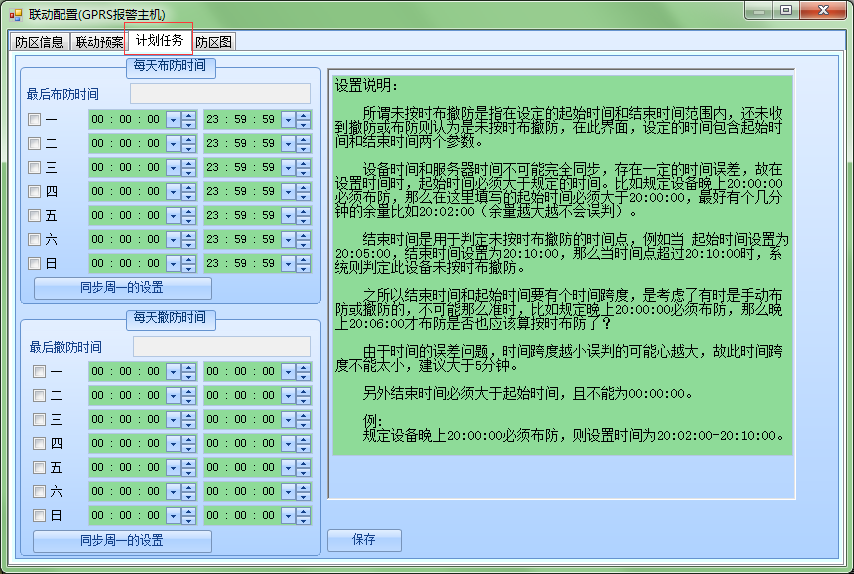 联动配置(GPRS报警主机)
防区信息 联动预案 计划任务 防区图
每天布防时间
最后布防时间
一 00 : 00 : 00 23 : 59 : 59
二 00 : 00 : 00 23 : 59 : 59
三 00 : 00 : 00 23 : 59 : 59
四 00 : 00 : 00 23 : 59 : 59
五 00 : 00 : 00 23 : 59 : 59
六 00 : 00 : 00 23 : 59 : 59
日 00 : 00 : 00 23 : 59 : 59
同步周一的设置
每天撤防时间
最后撤防时间
一 00 : 00 : 00 00 : 00 : 00
二 00 : 00 : 00 00 : 00 : 00
三 00 : 00 : 00 00 : 00 : 00
四 00 : 00 : 00 00 : 00 : 00
五 00 : 00 : 00 00 : 00 : 00
六 00 : 00 : 00 00 : 00 : 00
日 00 : 00 : 00 00 : 00 : 00
同步周一的设置
设置说明：
所谓未按时布撤防是指在设定的起始时间和结束时间范围内，还未收
到撤防或布防则认为是未按时布撤防，在此界面，设定的时间包含起始时
间和结束时间两个参数。
设备时间和服务器时间不可能完全同步，存在一定的时间误差，故在
设置时间时，起始时间必须大于规定的时间。比如规定设备晚上20:00:00
必须布防，那么在这里填写的起始时间必须大于20:00:00，最好有个几分
钟的余量比如20:02:00（余量越大越不会误判）。
结束时间是用于判定未按时布撤防的时间点，例如当 起始时间设置为
20:05:00，结束时间设置为20:10:00，那么当时间点超过20:10:00时，系
统则判定此设备未按时布撤防。
之所以结束时间和起始时间要有个时间跨度，是考虑了有时是手动布
防或撤防的，不可能那么准时，比如规定晚上20:00:00必须布防，那么晚
上20:06:00才布防是否也应该算按时布防了？
由于时间的误差问题，时间跨度越小误判的可能心越大，故此时间跨
度不能太小，建议大于5分钟。
另外结束时间必须大于起始时间，且不能为00:00:00。
例：
规定设备晚上20:00:00必须布防，则设置时间为20:02:00-20:10:00。
保存